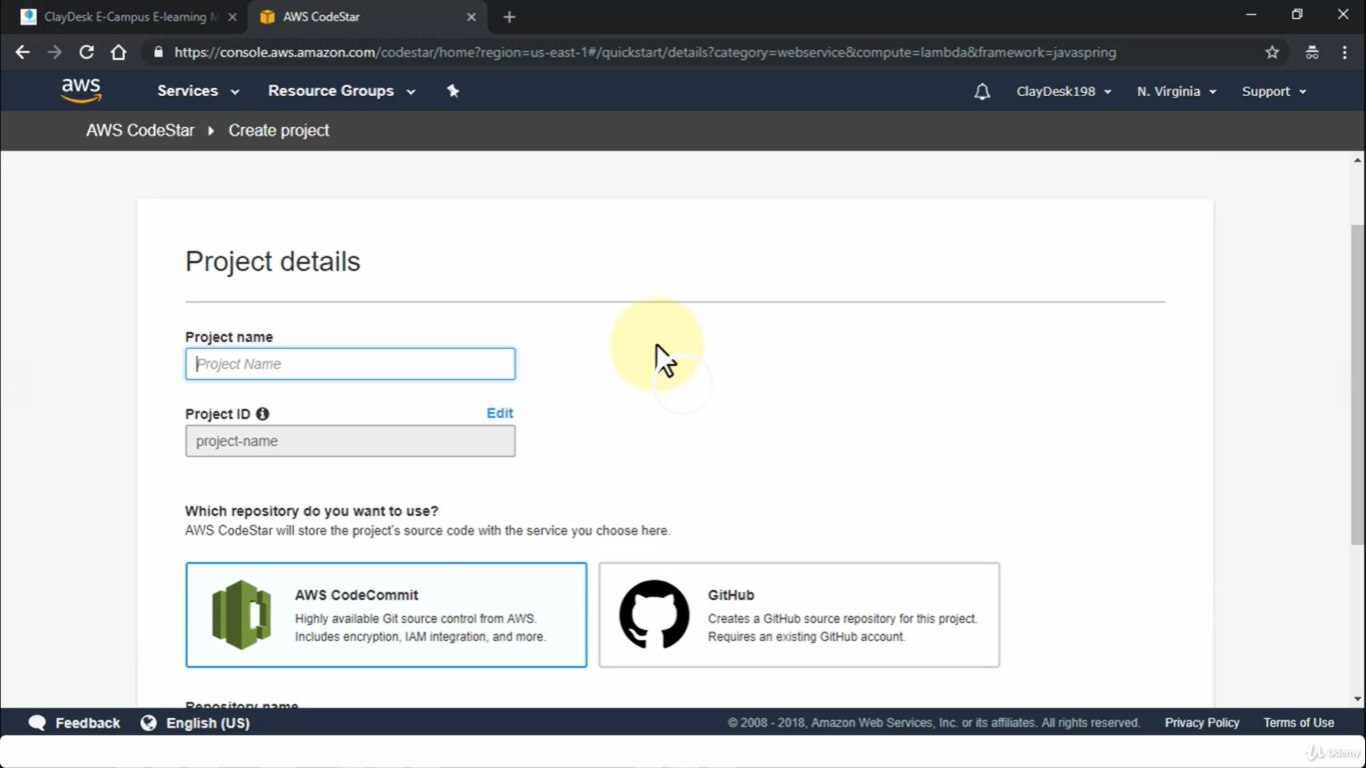 ClayDesk E-Campus E-learning M
AWS CodeStar
https://console.aws.amazon.com/codestar/home?region=us-east-1#/quickstart/details?category=webservice&compute=lambda&framework=javaspring
aws
Services
Resource Groups
ClayDesk198
N. Virginia
Support
AWS CodeStar
Create project
Project details
Project name
Project Name
Project ID
Edit
project-name
Which repository do you want to use?
AWS CodeStar will store the project's source code with the service you choose here.
AWS CodeCommit
Highly available Git source control from AWS.
Includes encryption, IAM integration, and more.
GitHub
Creates a GitHub source repository for this project.
Requires an existing GitHub account.
Repository name
Feedback
English (US)
© 2008 - 2018, Amazon Web Services, Inc. or its affiliates. All rights reserved.
Privacy Policy
Terms of Use
Udemy